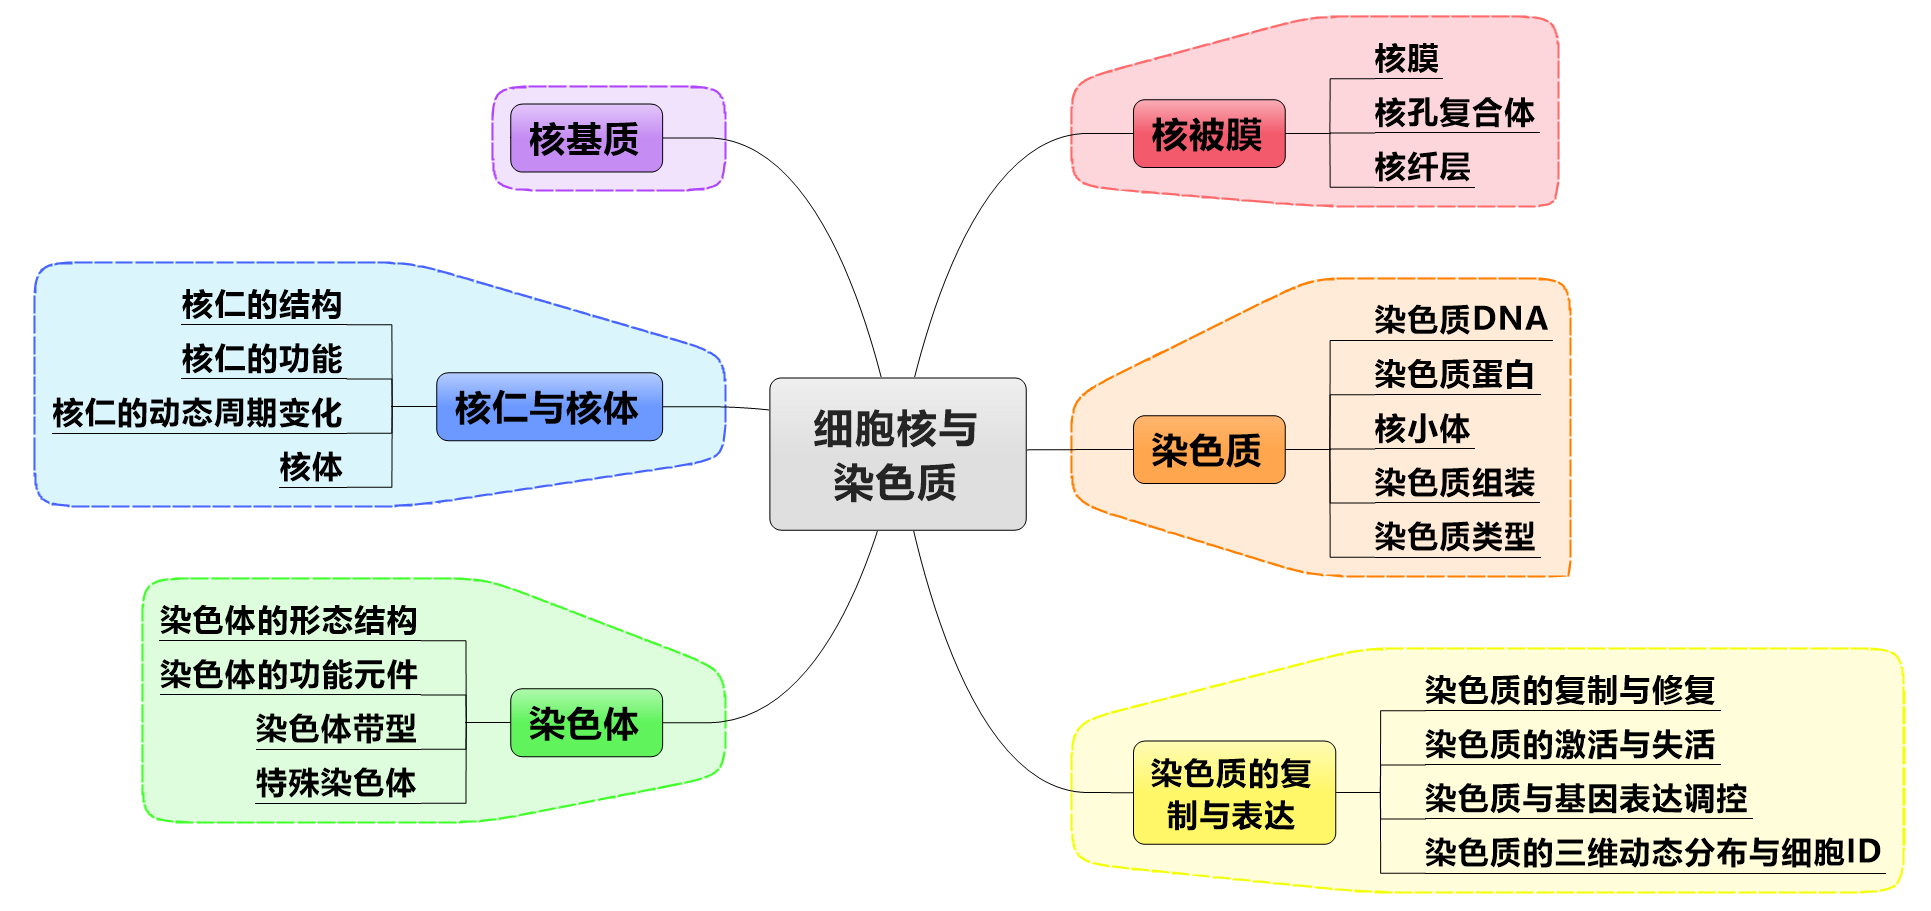 细胞核与
染色质
核被膜
核膜
核孔复合体
核纤层
染色质
染色质DNA
染色质蛋白
核小体
染色质组装
染色质类型
染色质的复
制与表达
染色质的复制与修复
染色质的激活与失活
染色质与基因表达调控
染色质的三维动态分布与细胞ID
染色体
染色体的形态结构
染色体的功能元件
染色体带型
特殊染色体
核仁与核体
核仁的结构
核仁的功能
核仁的动态周期变化
核体
核基质